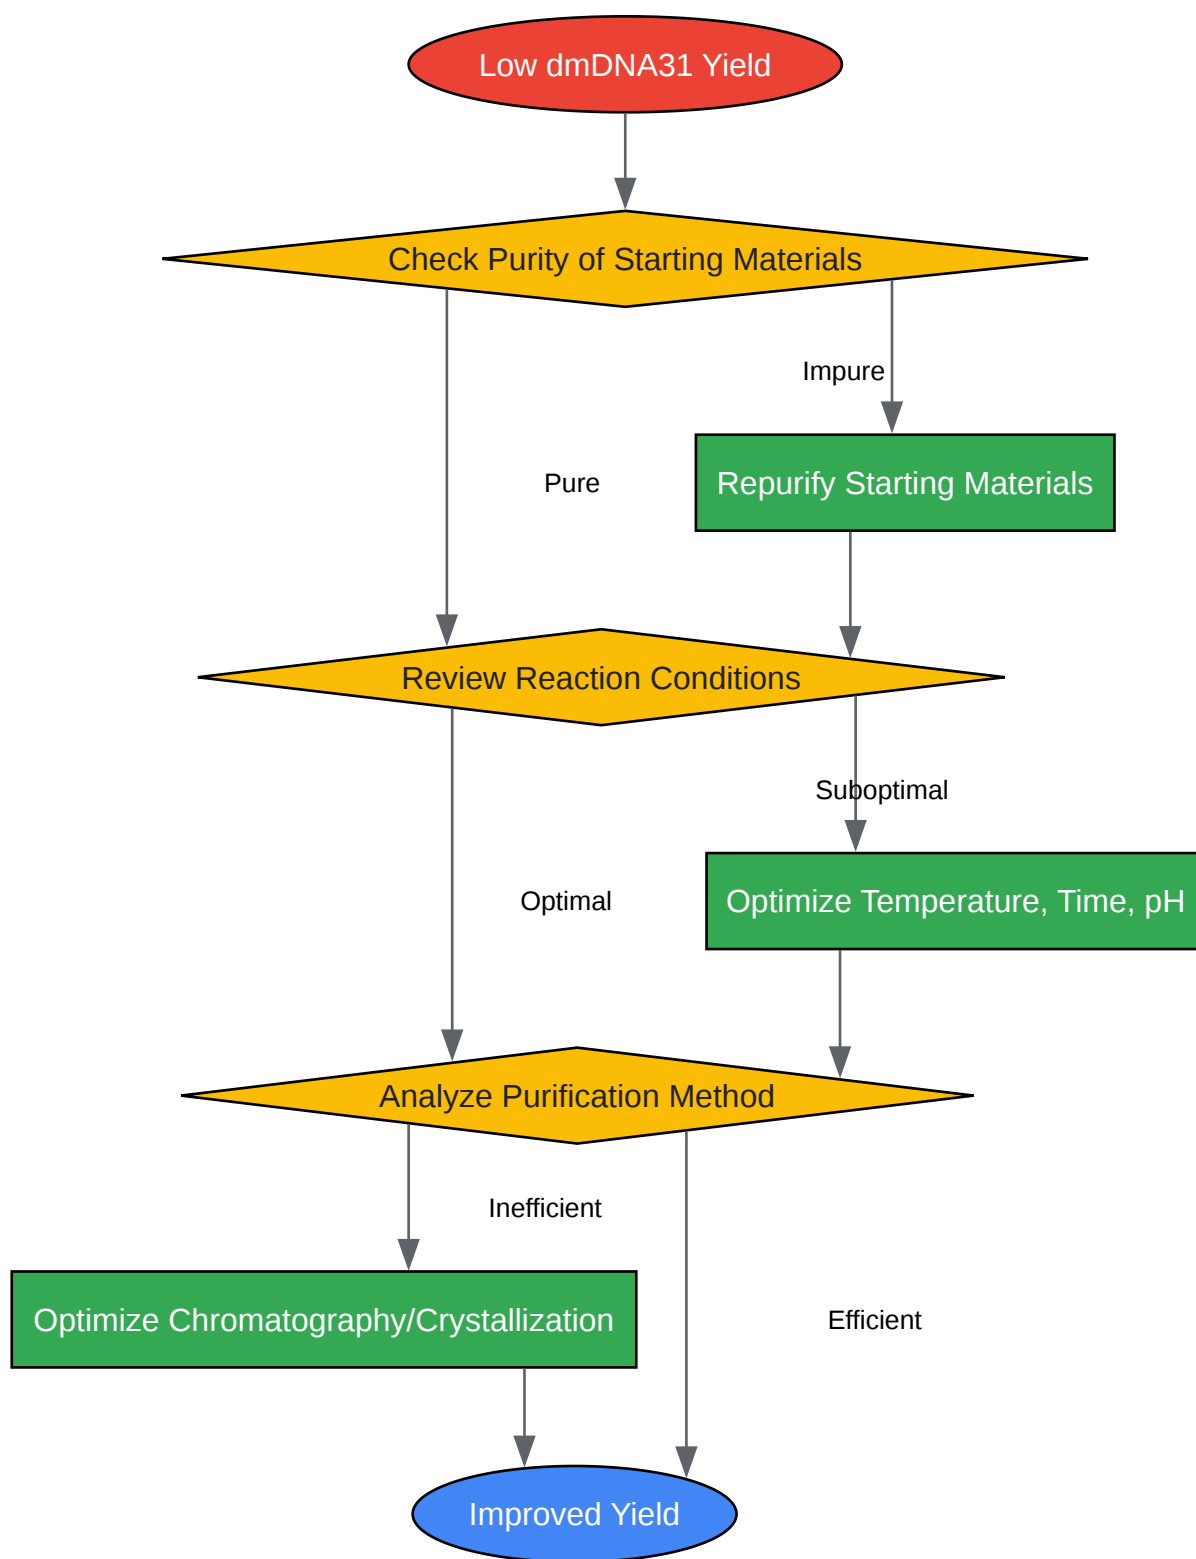 Low dmDNA31 Yield
Check Purity of Starting Materials
Impure
Pure
Repurify Starting Materials
Review Reaction Conditions
Suboptimal
Optimal
Optimize Temperature, Time, pH
Analyze Purification Method
Inefficient
Optimize Chromatography/Crystallization
Efficient
Improved Yield